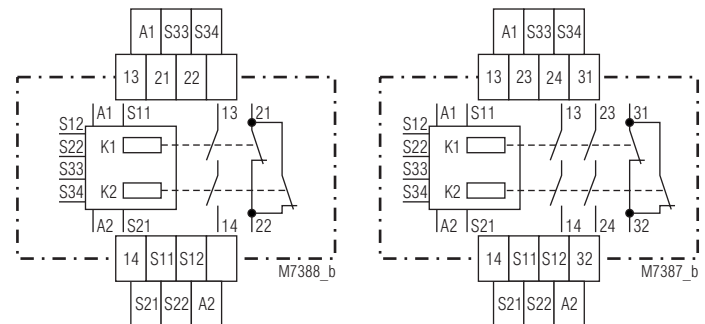 A1 S33 S34
13 21 22
A1 S11 13 21
S12
S22
S33
S34
K1
K2
A2 S21 14 22
14 S11 S12
M7388_b
S21 S22 A2
A1 S33 S34
13 23 24 31
A1 S11 13 23 31
S12
S22
S33
S34
K1
K2
A2 S21 14 24 32
14 S11 S12 32
M7387_b
S21 S22 A2